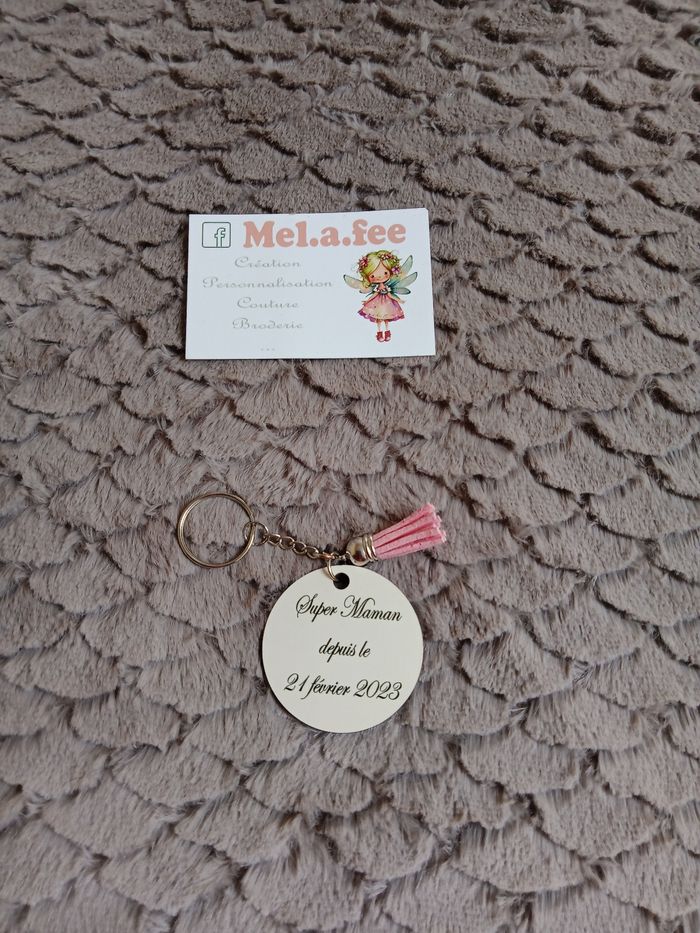 f Mel.a.fee
Création
Personnalisation
Couture
Broderie
...
Super Maman
depuis le
21 février 2023